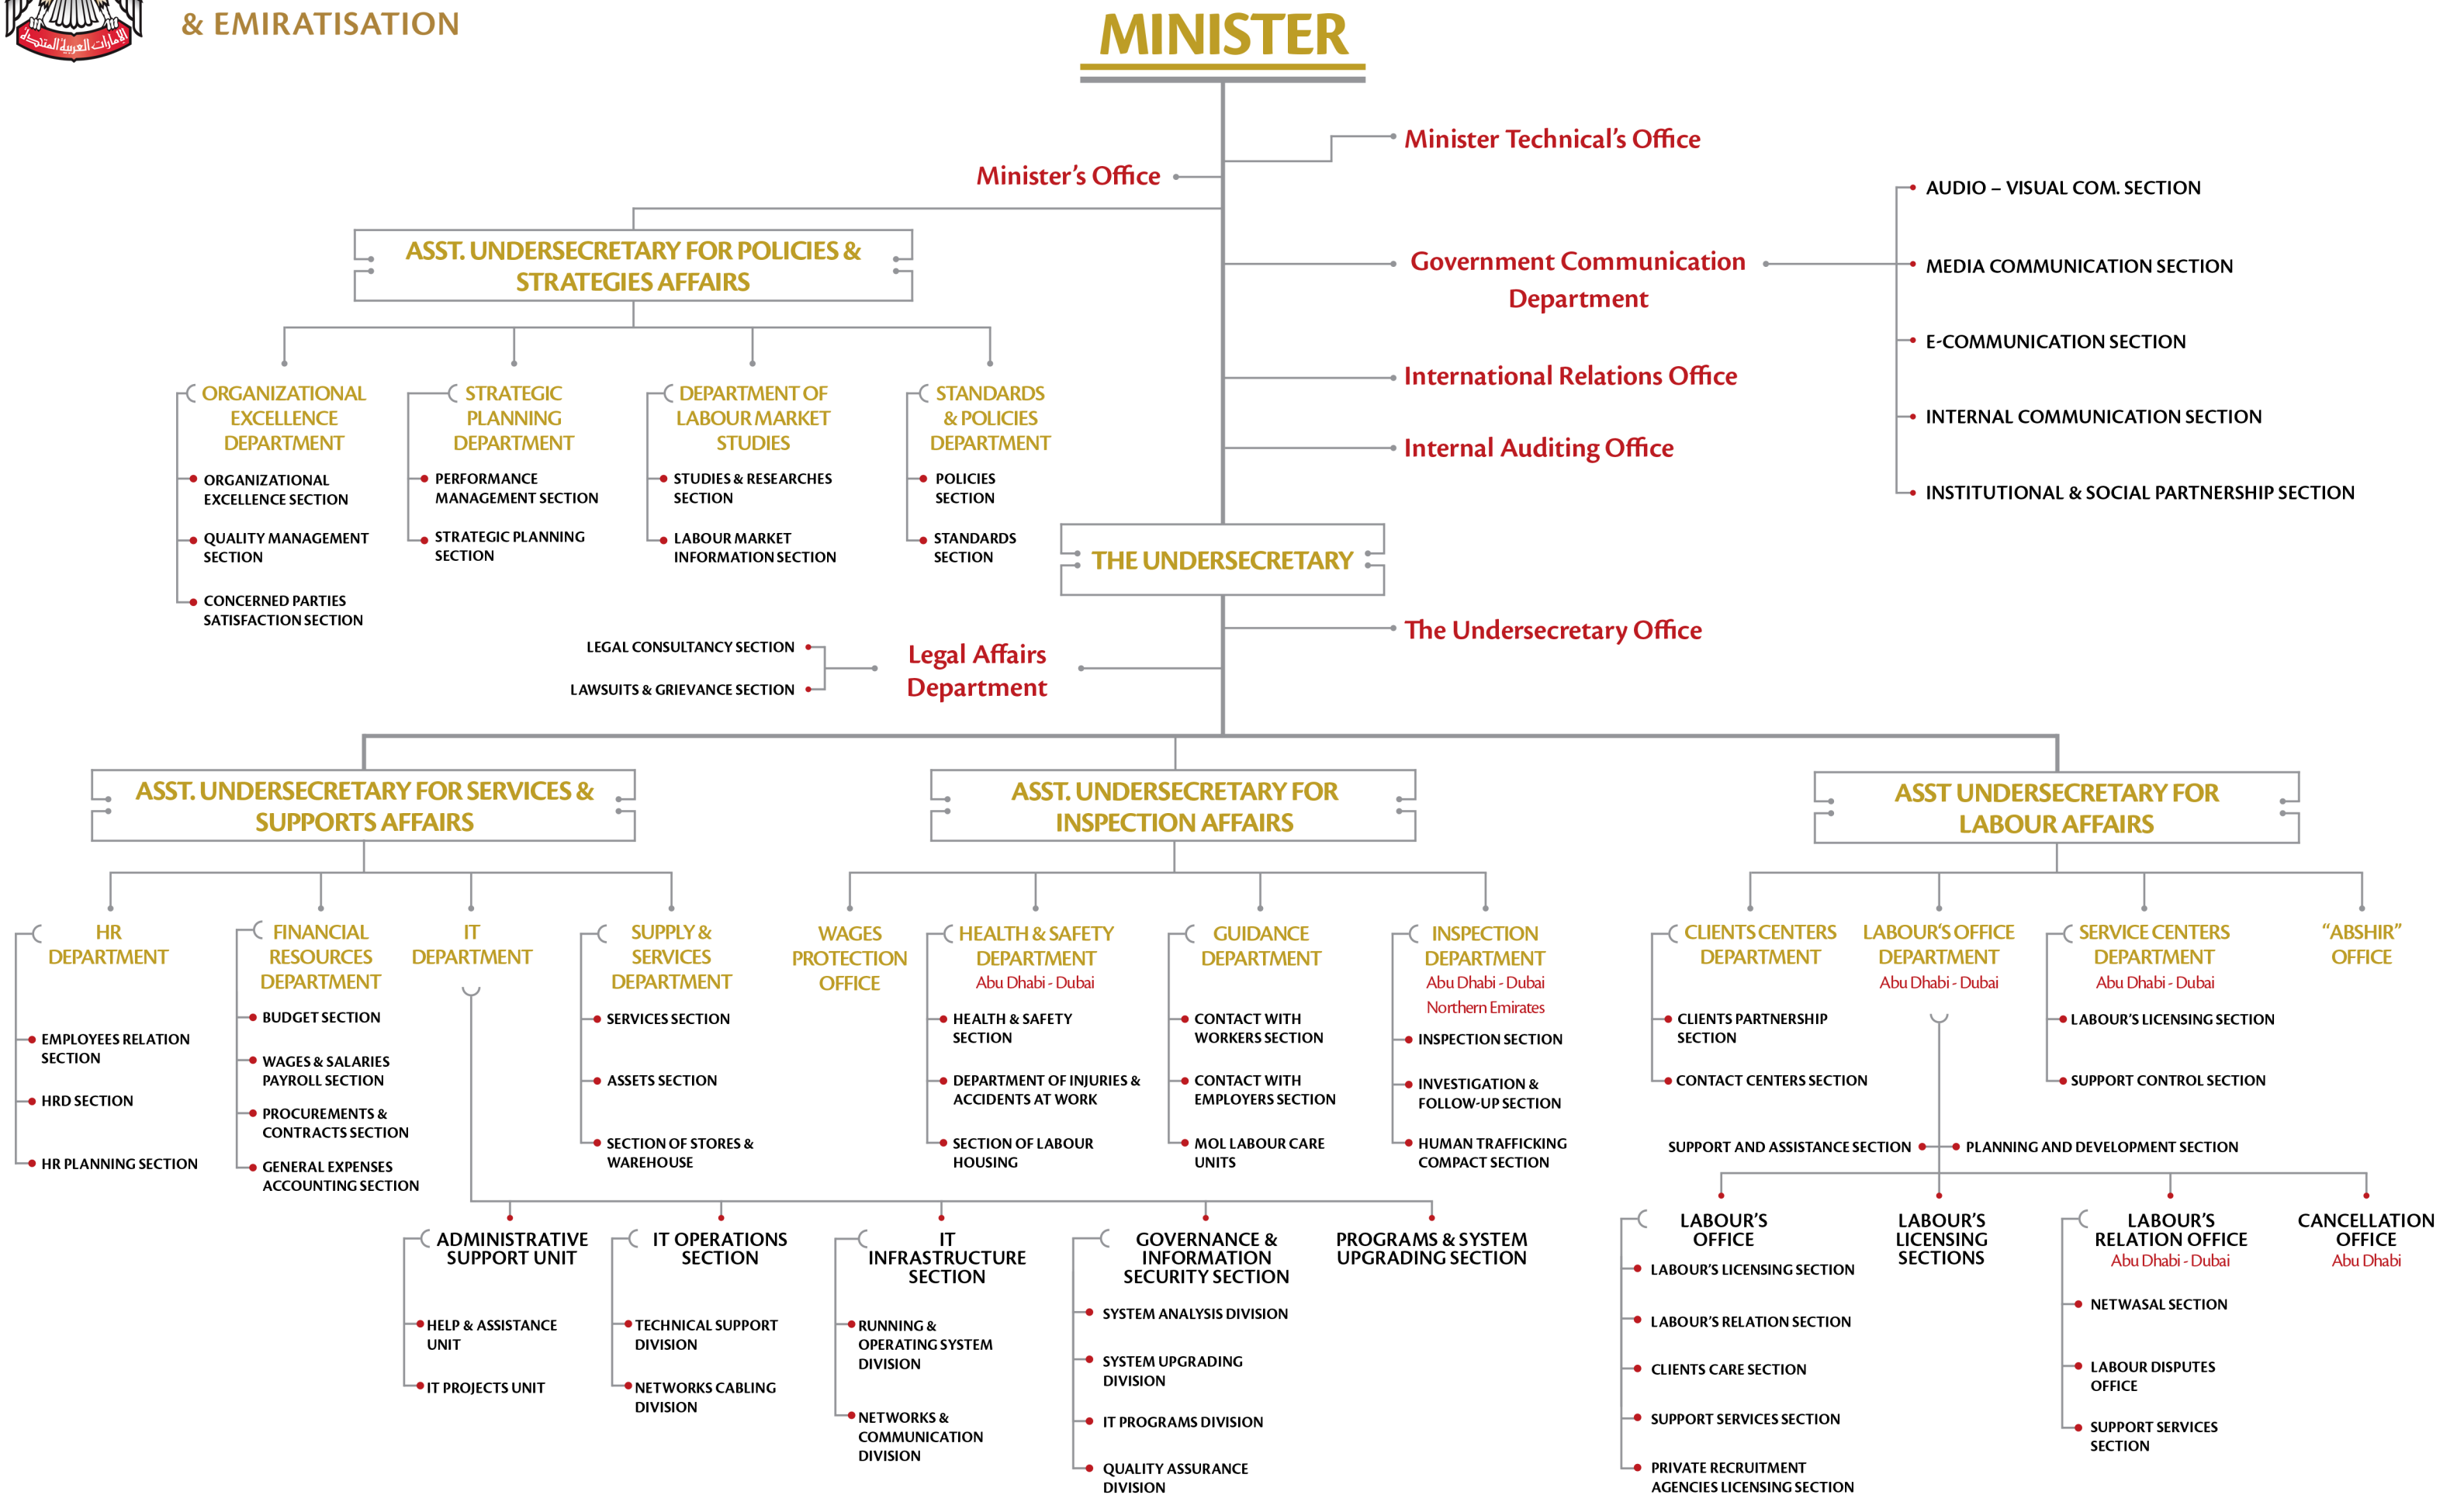 الإمارات العربية المتحدة
& EMIRATISATION
MINISTER
Minister Technical's Office
Minister's Office
ASST. UNDERSECRETARY FOR POLICIES &
STRATEGIES AFFAIRS
ORGANIZATIONAL
EXCELLENCE
DEPARTMENT
ORGANIZATIONAL
EXCELLENCE SECTION
QUALITY MANAGEMENT
SECTION
CONCERNED PARTIES
SATISFACTION SECTION
STRATEGIC
PLANNING
DEPARTMENT
PERFORMANCE
MANAGEMENT SECTION
STRATEGIC PLANNING
SECTION
DEPARTMENT OF
LABOUR MARKET
STUDIES
STUDIES & RESEARCHES
SECTION
LABOUR MARKET
INFORMATION SECTION
STANDARDS
& POLICIES
DEPARTMENT
POLICIES
SECTION
STANDARDS
SECTION
Government Communication
Department
AUDIO – VISUAL COM. SECTION
MEDIA COMMUNICATION SECTION
E-COMMUNICATION SECTION
INTERNAL COMMUNICATION SECTION
INSTITUTIONAL & SOCIAL PARTNERSHIP SECTION
International Relations Office
Internal Auditing Office
THE UNDERSECRETARY
The Undersecretary Office
Legal Affairs
Department
LEGAL CONSULTANCY SECTION
LAWSUITS & GRIEVANCE SECTION
ASST. UNDERSECRETARY FOR SERVICES &
SUPPORTS AFFAIRS
HR
DEPARTMENT
EMPLOYEES RELATION
SECTION
HRD SECTION
HR PLANNING SECTION
FINANCIAL
RESOURCES
DEPARTMENT
BUDGET SECTION
WAGES & SALARIES
PAYROLL SECTION
PROCUREMENTS &
CONTRACTS SECTION
GENERAL EXPENSES
ACCOUNTING SECTION
IT
DEPARTMENT
SUPPLY &
SERVICES
DEPARTMENT
SERVICES SECTION
ASSETS SECTION
SECTION OF STORES &
WAREHOUSE
ASST. UNDERSECRETARY FOR
INSPECTION AFFAIRS
WAGES
PROTECTION
OFFICE
HEALTH & SAFETY
DEPARTMENT
Abu Dhabi - Dubai
HEALTH & SAFETY
SECTION
DEPARTMENT OF INJURIES &
ACCIDENTS AT WORK
SECTION OF LABOUR
HOUSING
GUIDANCE
DEPARTMENT
CONTACT WITH
WORKERS SECTION
CONTACT WITH
EMPLOYERS SECTION
MOL LABOUR CARE
UNITS
INSPECTION
DEPARTMENT
Abu Dhabi - Dubai
Northern Emirates
INSPECTION SECTION
INVESTIGATION &
FOLLOW-UP SECTION
HUMAN TRAFFICKING
COMPACT SECTION
ASST UNDERSECRETARY FOR
LABOUR AFFAIRS
CLIENTS CENTERS
DEPARTMENT
CLIENTS PARTNERSHIP
SECTION
CONTACT CENTERS SECTION
LABOUR'S OFFICE
DEPARTMENT
Abu Dhabi - Dubai
SERVICE CENTERS
DEPARTMENT
Abu Dhabi - Dubai
LABOUR'S LICENSING SECTION
SUPPORT CONTROL SECTION
"ABSHIR"
OFFICE
SUPPORT AND ASSISTANCE SECTION
PLANNING AND DEVELOPMENT SECTION
ADMINISTRATIVE
SUPPORT UNIT
HELP & ASSISTANCE
UNIT
IT PROJECTS UNIT
IT OPERATIONS
SECTION
TECHNICAL SUPPORT
DIVISION
NETWORKS CABLING
DIVISION
IT
INFRASTRUCTURE
SECTION
RUNNING &
OPERATING SYSTEM
DIVISION
NETWORKS &
COMMUNICATION
DIVISION
GOVERNANCE &
INFORMATION
SECURITY SECTION
SYSTEM ANALYSIS DIVISION
SYSTEM UPGRADING
DIVISION
IT PROGRAMS DIVISION
QUALITY ASSURANCE
DIVISION
PROGRAMS & SYSTEM
UPGRADING SECTION
LABOUR'S
OFFICE
LABOUR'S LICENSING SECTION
LABOUR'S RELATION SECTION
CLIENTS CARE SECTION
SUPPORT SERVICES SECTION
PRIVATE RECRUITMENT
AGENCIES LICENSING SECTION
LABOUR'S
LICENSING
SECTIONS
LABOUR'S
RELATION OFFICE
Abu Dhabi - Dubai
NETWASAL SECTION
LABOUR DISPUTES
OFFICE
SUPPORT SERVICES
SECTION
CANCELLATION
OFFICE
Abu Dhabi